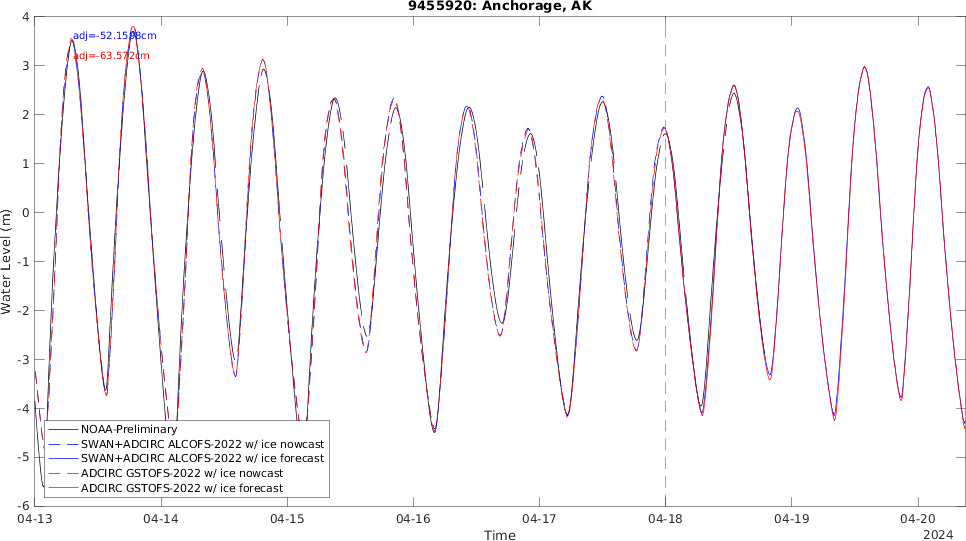 9455920: Anchorage, AK
adj=-52.1598cm
adj=-63.572cm
4
3
2
1
0
-1
-2
-3
-4
-5
-6
Water Level (m)
NOAA-Preliminary
SWAN+ADCIRC ALCOFS-2022 w/ ice nowcast
SWAN+ADCIRC ALCOFS-2022 w/ ice forecast
ADCIRC GSTOFS-2022 w/ ice nowcast
ADCIRC GSTOFS-2022 w/ ice forecast
04-13 04-14 04-15 04-16 04-17 04-18 04-19 04-20
Time
2024